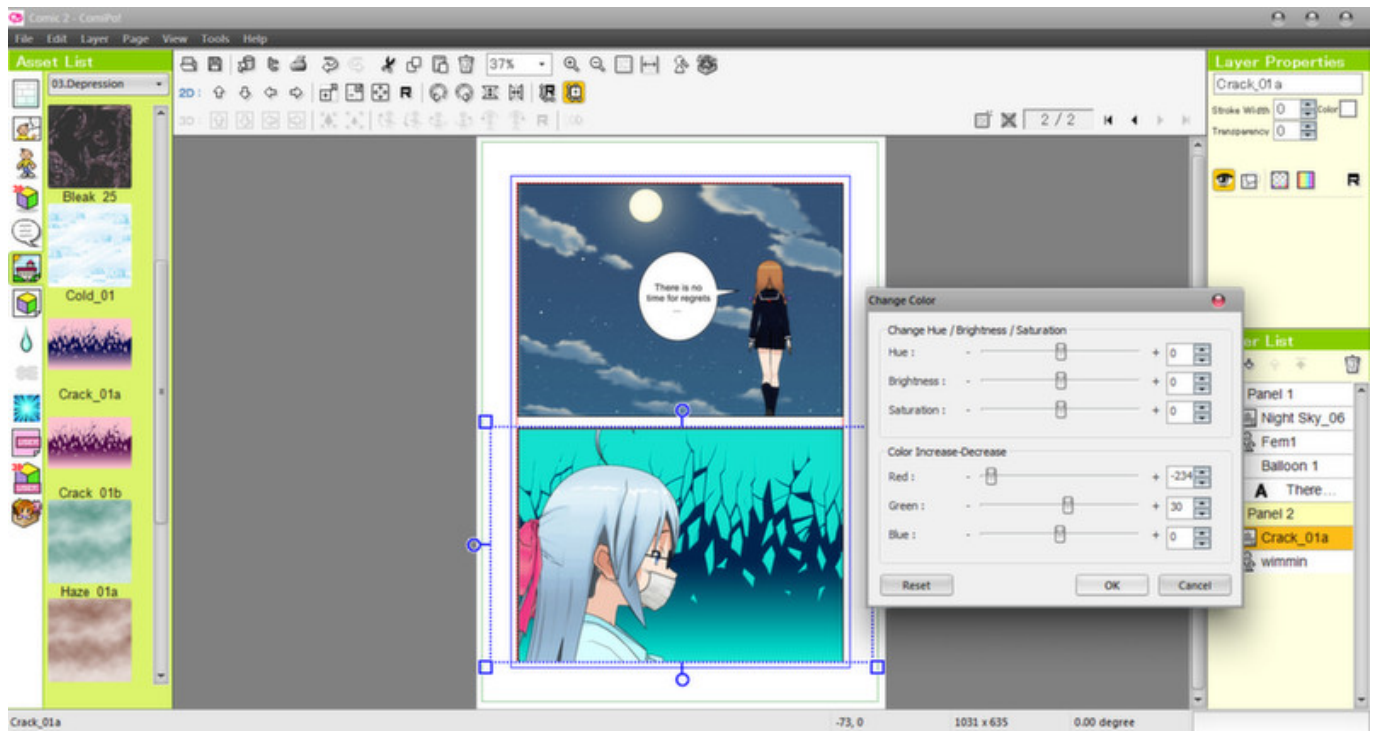 Comic 2 - ComiPo!
File Edit Layer Page View Tools Help
Asset List
03.Depression
Bleak_25
Cold_01
Crack_01a
Crack_01b
Haze_01a
37%
2D:
3D:
2 / 2
There is no
time for regrets
...
Layer Properties
Crack_01a
Stroke Width 0 Color
Transparency 0
Change Color
Change Hue / Brightness / Saturation
Hue : - + 0
Brightness : - + 0
Saturation : - + 0
Color Increase-Decrease
Red : - + -234
Green : - + 30
Blue : - + 0
Reset OK Cancel
er List
Panel 1
Night Sky_06
Fem1
Balloon 1
A There...
Panel 2
Crack_01a
wimmin
Crack_01a -73, 0 1031 x 635 0.00 degree